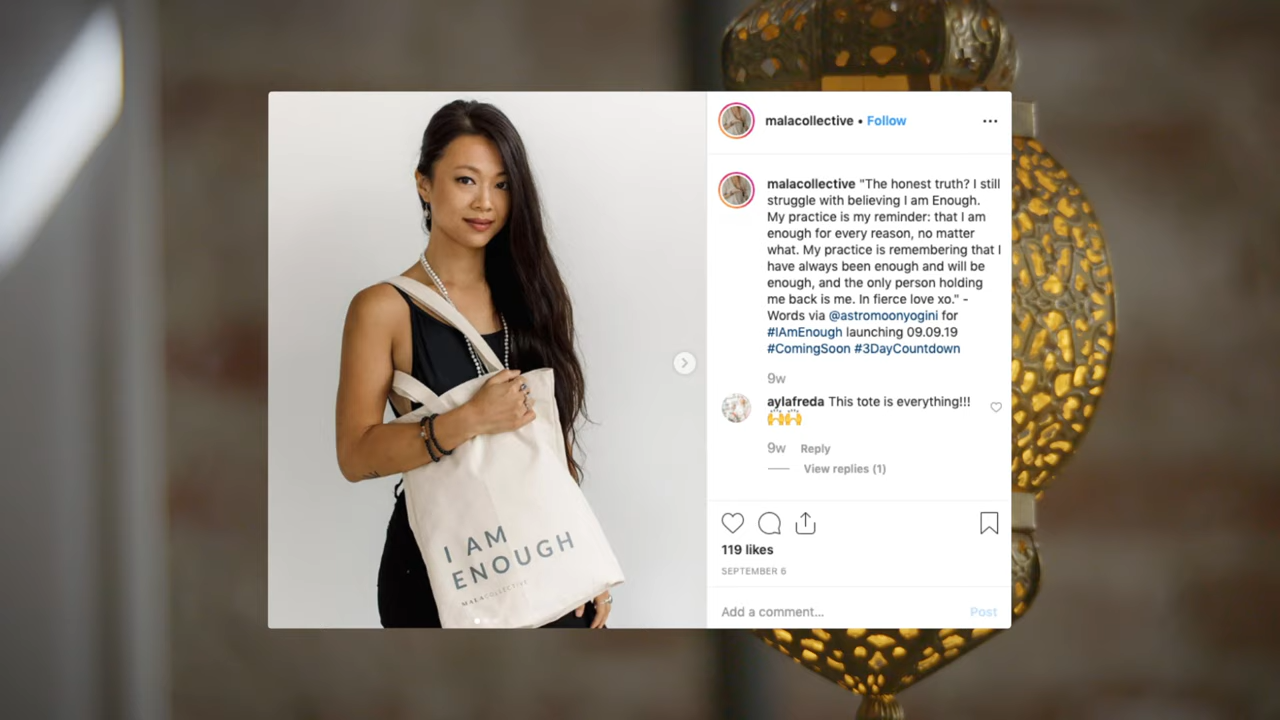 malacollective • Follow
malacollective "The honest truth? I still
struggle with believing I am Enough.
My practice is my reminder: that I am
enough for every reason, no matter
what. My practice is remembering that I
have always been enough and will be
enough, and the only person holding
me back is me. In fierce love xo." -
Words via @astromoonyogini for
#IAmEnough launching 09.09.19
#ComingSoon #3DayCountdown
9w
aylafreda This tote is everything!!!
🙌🙌
9w Reply
View replies (1)
119 likes
SEPTEMBER 6
Add a comment... Post
I AM
ENOUGH
MALACOLLECTIVE